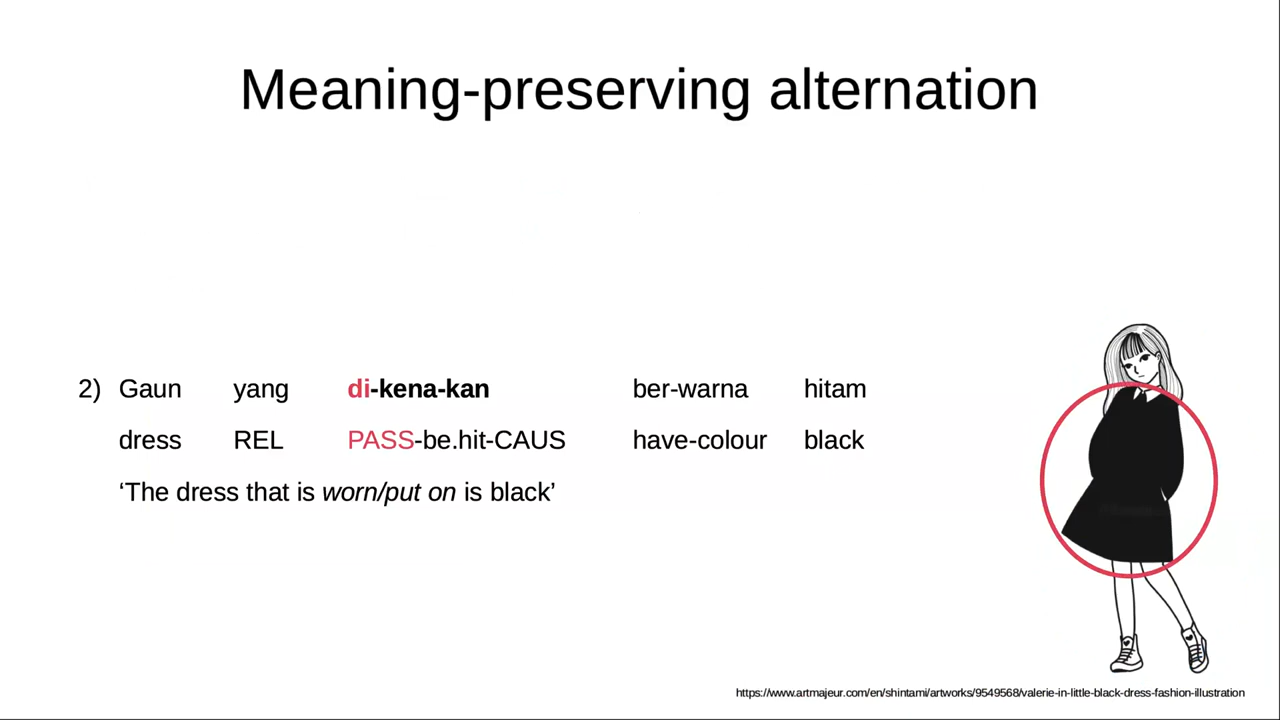 Meaning-preserving alternation
2) Gaun yang di-kena-kan ber-warna hitam
dress REL PASS-be.hit-CAUS have-colour black
‘The dress that is worn/put on is black’
https://www.artmajeur.com/en/shintami/artworks/9549568/valerie-in-little-black-dress-fashion-illustration